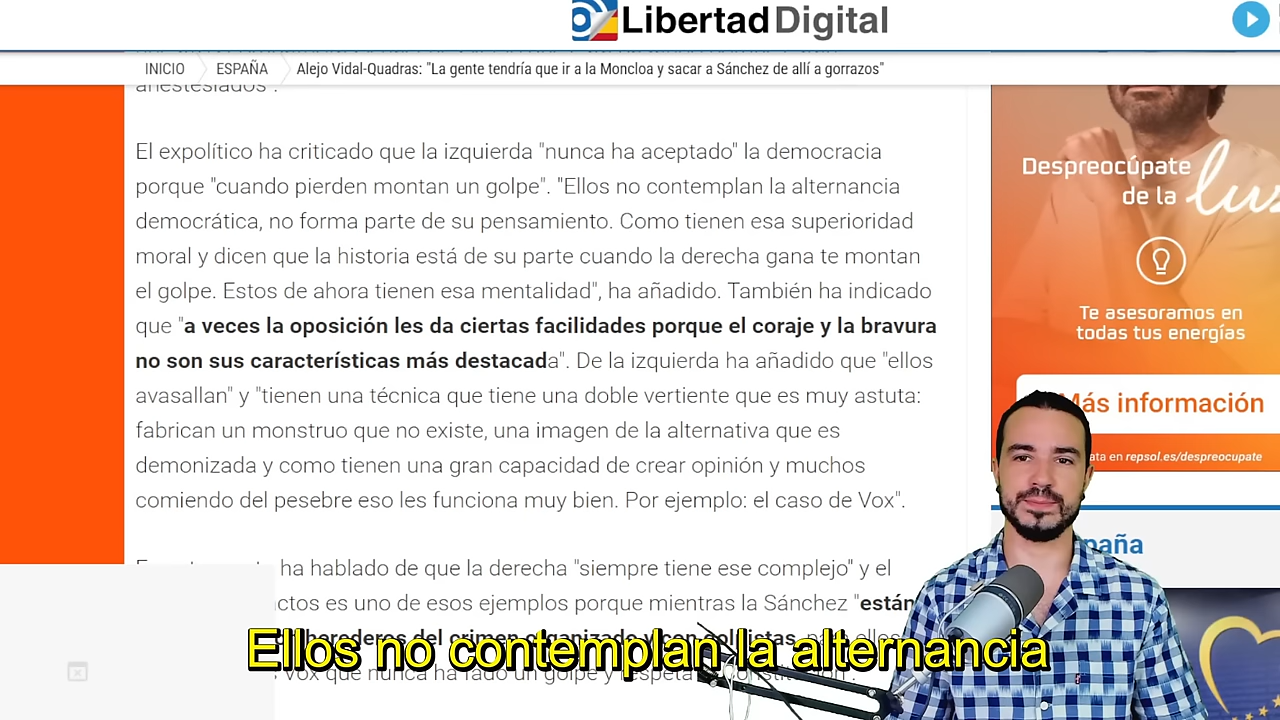 Libertad Digital
INICIO
ESPAÑA
Alejo Vidal-Quadras: "La gente tendría que ir a la Moncloa y sacar a Sánchez de allí a gorrazos"
anestesiados".
El expolítico ha criticado que la izquierda "nunca ha aceptado" la democracia
porque "cuando pierden montan un golpe". "Ellos no contemplan la alternancia
democrática, no forma parte de su pensamiento. Como tienen esa superioridad
moral y dicen que la historia está de su parte cuando la derecha gana te montan
el golpe. Estos de ahora tienen esa mentalidad", ha añadido. También ha indicado
que "a veces la oposición les da ciertas facilidades porque el coraje y la bravura
no son sus características más destacada". De la izquierda ha añadido que "ellos
avasallan" y "tienen una técnica que tiene una doble vertiente que es muy astuta:
fabrican un monstruo que no existe, una imagen de la alternativa que es
demonizada y como tienen una gran capacidad de crear opinión y muchos
comiendo del pesebre eso les funciona muy bien. Por ejemplo: el caso de Vox".
ha hablado de que la derecha "siempre tiene ese complejo" y el
es uno de esos ejemplos porque mientras la Sánchez "están
del crimen organizado y con golpistas
Vox que nunca ha
un golpe y respeta
Ellos no contemplan la alternancia
Despreocúpate
de la
Te asesoramos en
todas tus energías
Más información
en repsol.es/despreocupate